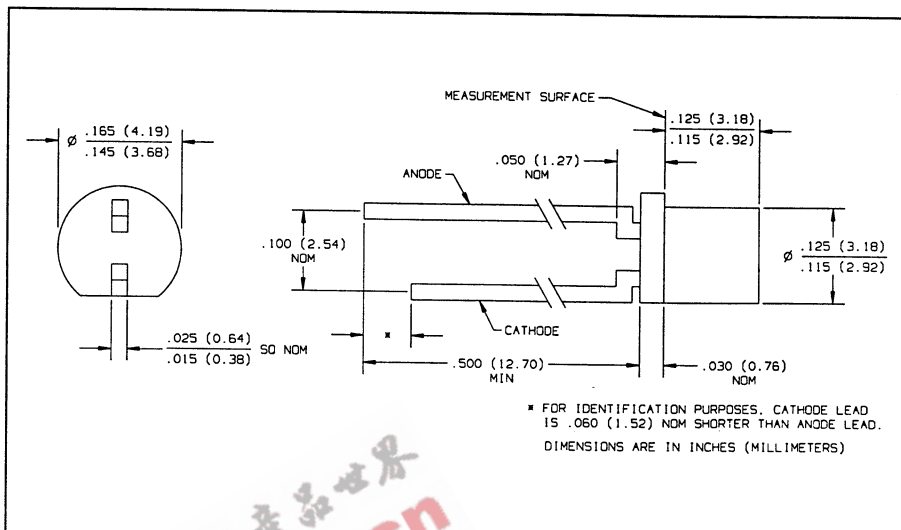 MEASUREMENT SURFACE
.125 (3.18)
.115 (2.92)
ø .165 (4.19)
.145 (3.68)
.050 (1.27)
NOM
ANODE
.100 (2.54)
NOM
ø .125 (3.18)
.115 (2.92)
CATHODE
*
.025 (0.64)
.015 (0.38) SQ NOM
.500 (12.70)
MIN
.030 (0.76)
NOM
* FOR IDENTIFICATION PURPOSES, CATHODE LEAD
IS .060 (1.52) NOM SHORTER THAN ANODE LEAD.
DIMENSIONS ARE IN INCHES (MILLIMETERS)
品世界